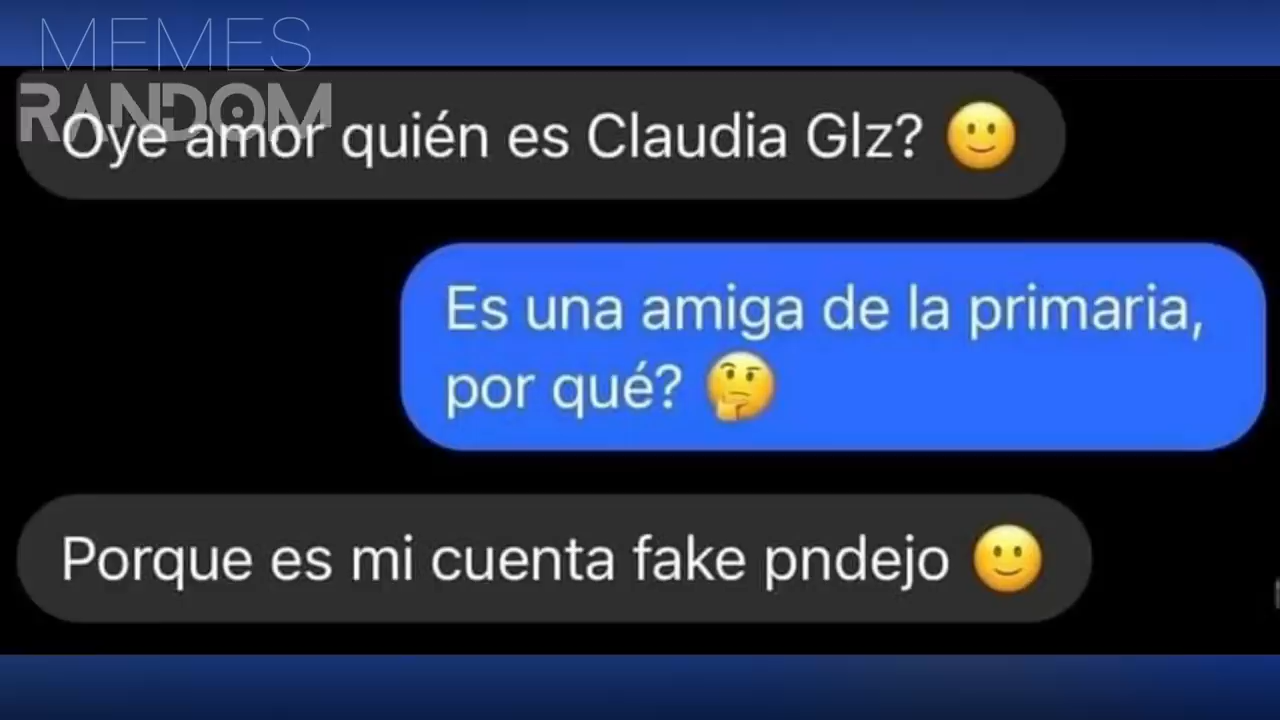 MEMES
RANDOM
Oye amor quién es Claudia Glz? 🙂
Es una amiga de la primaria,
por qué? 🤔
Porque es mi cuenta fake pndejo 🙂